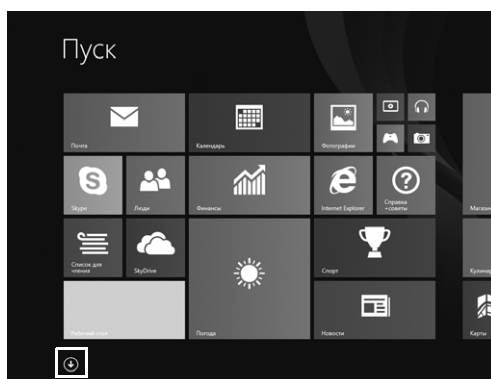 Пуск
Почта
Календарь
Фотографии
Skype
Люди
Финансы
Internet Explorer
Справка
+советы
Магазин
Список для
чтения
SkyDrive
Спорт
Рабочий стол
Погода
Новости
Карты